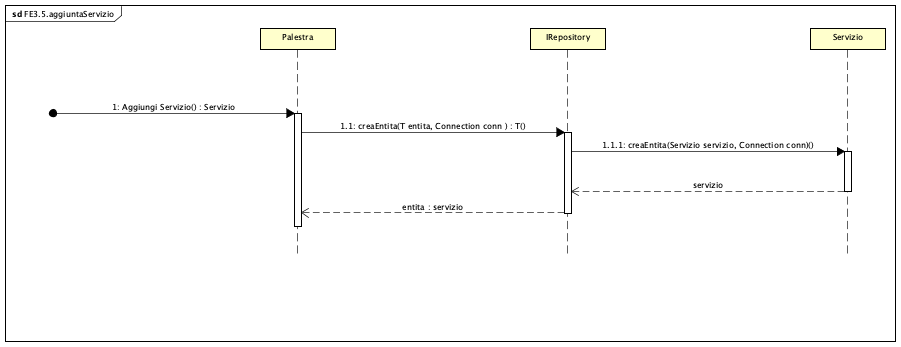 sd FE3.5.aggiuntaServizio
Palestra
IRepository
Servizio
1: Aggiungi Servizio() : Servizio
1.1: creaEntita(T entita, Connection conn ) : T()
1.1.1: creaEntita(Servizio servizio, Connection conn)()
servizio
entita : servizio